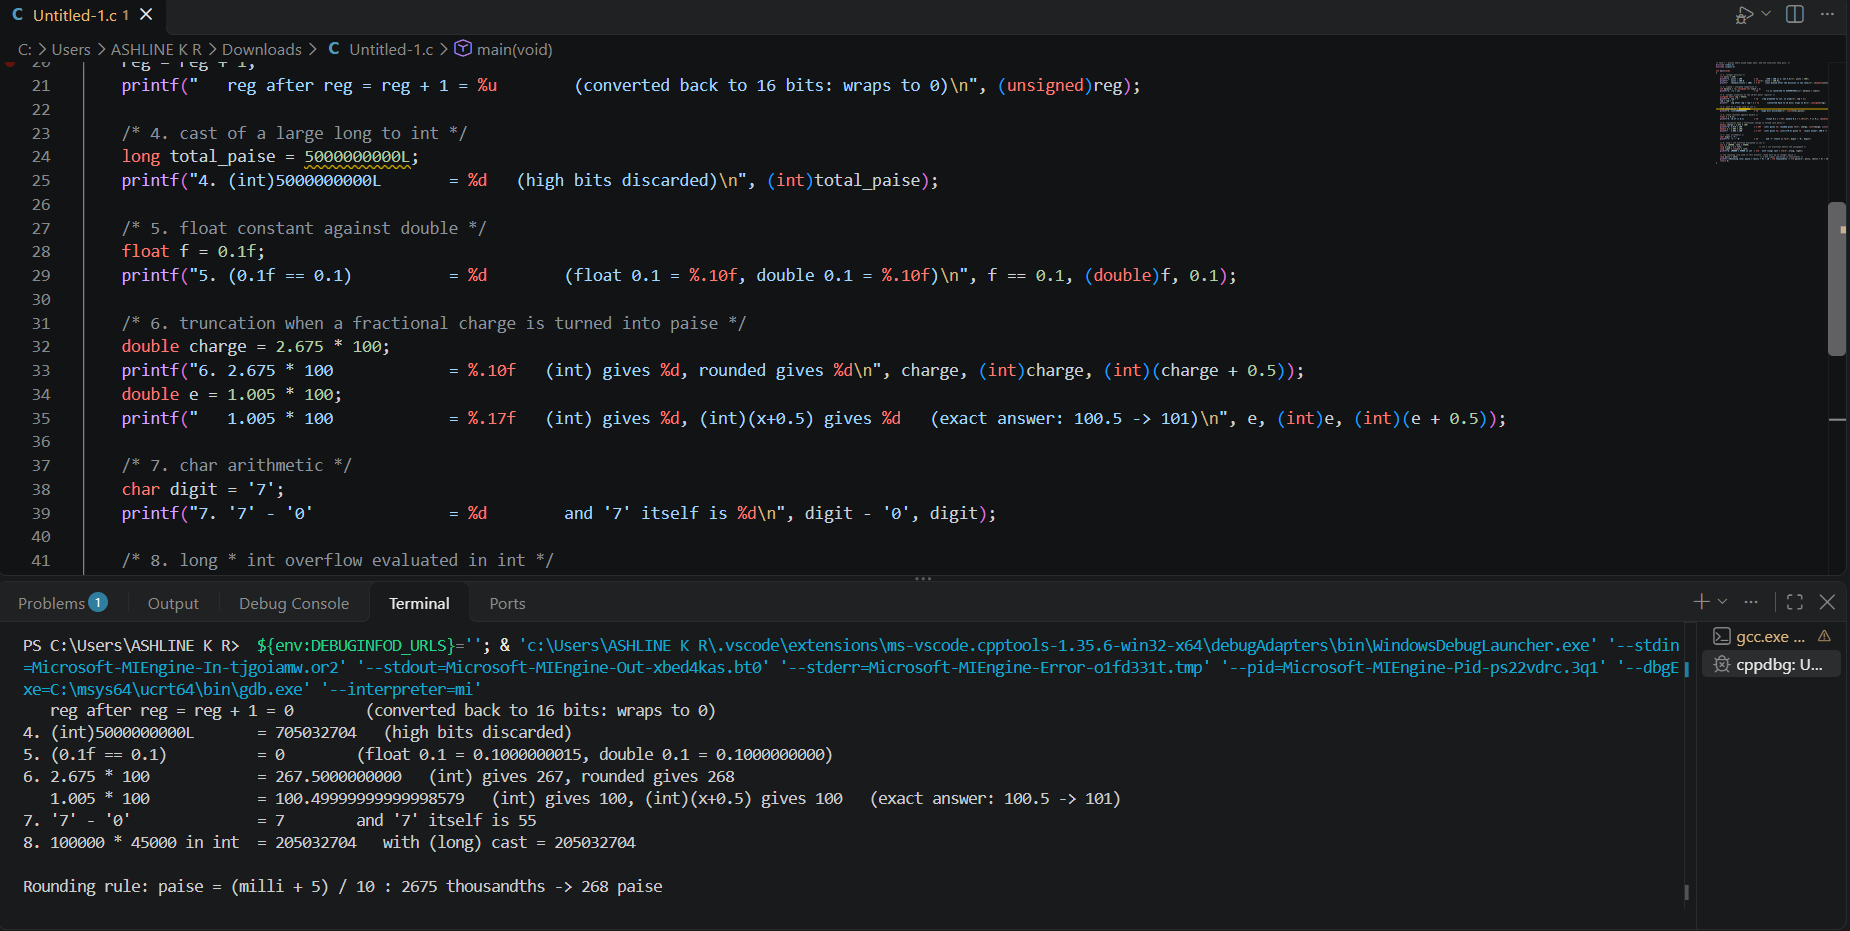 Untitled-1.c 1
C: > Users > ASHLINE K R > Downloads > C Untitled-1.c > main(void)
20 reg = reg + 1;
21 printf("   reg after reg = reg + 1 = %u        (converted back to 16 bits: wraps to 0)\n", (unsigned)reg);
22
23 /* 4. cast of a large long to int */
24 long total_paise = 5000000000L;
25 printf("4. (int)5000000000L       = %d   (high bits discarded)\n", (int)total_paise);
26
27 /* 5. float constant against double */
28 float f = 0.1f;
29 printf("5. (0.1f == 0.1)          = %d        (float 0.1 = %.10f, double 0.1 = %.10f)\n", f == 0.1, (double)f, 0.1);
30
31 /* 6. truncation when a fractional charge is turned into paise */
32 double charge = 2.675 * 100;
33 printf("6. 2.675 * 100            = %.10f   (int) gives %d, rounded gives %d\n", charge, (int)charge, (int)(charge + 0.5));
34 double e = 1.005 * 100;
35 printf("   1.005 * 100            = %.17f   (int) gives %d, (int)(x+0.5) gives %d   (exact answer: 100.5 -> 101)\n", e, (int)e, (int)(e + 0.5));
36
37 /* 7. char arithmetic */
38 char digit = '7';
39 printf("7. '7' - '0'              = %d        and '7' itself is %d\n", digit - '0', digit);
40
41 /* 8. long * int overflow evaluated in int */
Problems 1 Output Debug Console Terminal Ports
PS C:\Users\ASHLINE K R>  ${env:DEBUGINFOD_URLS}=''; & 'c:\Users\ASHLINE K R\.vscode\extensions\ms-vscode.cpptools-1.35.6-win32-x64\debugAdapters\bin\WindowsDebugLauncher.exe' '--stdin
=Microsoft-MIEngine-In-tjgoiamw.or2' '--stdout=Microsoft-MIEngine-Out-xbed4kas.bt0' '--stderr=Microsoft-MIEngine-Error-o1fd331t.tmp' '--pid=Microsoft-MIEngine-Pid-ps22vdrc.3q1' '--dbgE
xe=C:\msys64\ucrt64\bin\gdb.exe' '--interpreter=mi'
   reg after reg = reg + 1 = 0        (converted back to 16 bits: wraps to 0)
4. (int)5000000000L       = 705032704   (high bits discarded)
5. (0.1f == 0.1)          = 0        (float 0.1 = 0.1000000015, double 0.1 = 0.1000000000)
6. 2.675 * 100            = 267.5000000000   (int) gives 267, rounded gives 268
   1.005 * 100            = 100.49999999999998579   (int) gives 100, (int)(x+0.5) gives 100   (exact answer: 100.5 -> 101)
7. '7' - '0'              = 7        and '7' itself is 55
8. 100000 * 45000 in int  = 205032704   with (long) cast = 205032704

Rounding rule: paise = (milli + 5) / 10 : 2675 thousandths -> 268 paise
gcc.exe ...
cppdbg: U...